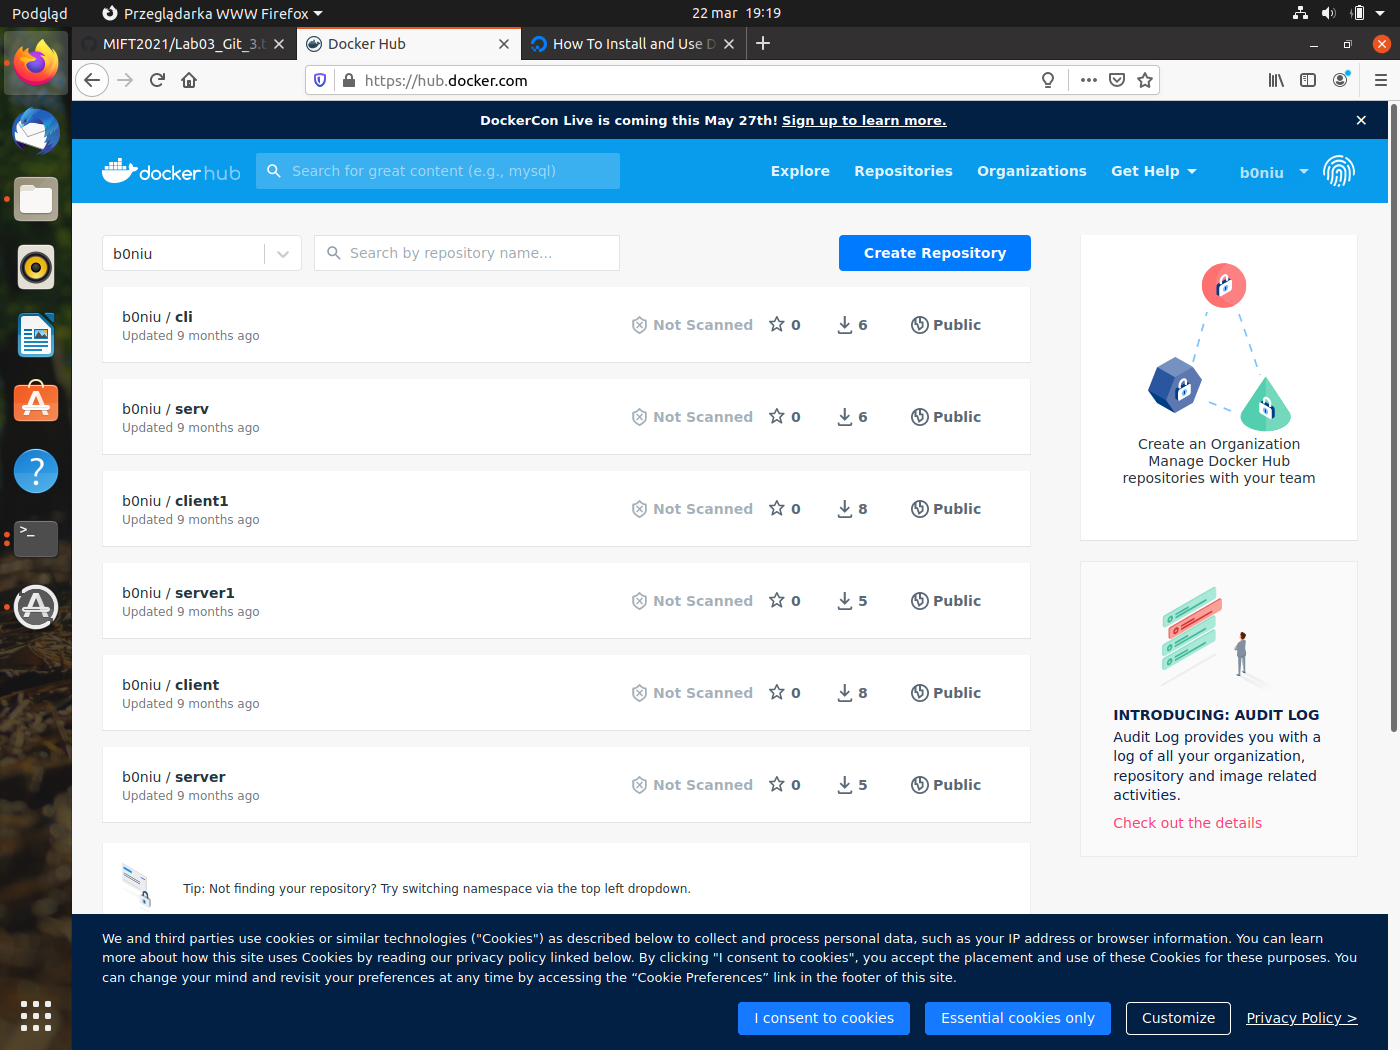 Podgląd
Przeglądarka WWW Firefox
22 mar 19:19
MIFT2021/Lab03_Git_3.t
Docker Hub
How To Install and Use D
https://hub.docker.com
DockerCon Live is coming this May 27th! Sign up to learn more.
docker hub
Search for great content (e.g., mysql)
Explore
Repositories
Organizations
Get Help
b0niu
b0niu
Search by repository name...
Create Repository
b0niu / cli
Updated 9 months ago
Not Scanned
0
6
Public
b0niu / serv
Updated 9 months ago
Not Scanned
0
6
Public
b0niu / client1
Updated 9 months ago
Not Scanned
0
8
Public
b0niu / server1
Updated 9 months ago
Not Scanned
0
5
Public
b0niu / client
Updated 9 months ago
Not Scanned
0
8
Public
b0niu / server
Updated 9 months ago
Not Scanned
0
5
Public
Tip: Not finding your repository? Try switching namespace via the top left dropdown.
Create an Organization
Manage Docker Hub
repositories with your team
INTRODUCING: AUDIT LOG
Audit Log provides you with a
log of all your organization,
repository and image related
activities.
Check out the details
We and third parties use cookies or similar technologies ("Cookies") as described below to collect and process personal data, such as your IP address or browser information. You can learn
more about how this site uses Cookies by reading our privacy policy linked below. By clicking "I consent to cookies", you accept the placement and use of these Cookies for these purposes. You
can change your mind and revisit your preferences at any time by accessing the “Cookie Preferences” link in the footer of this site.
I consent to cookies
Essential cookies only
Customize
Privacy Policy >